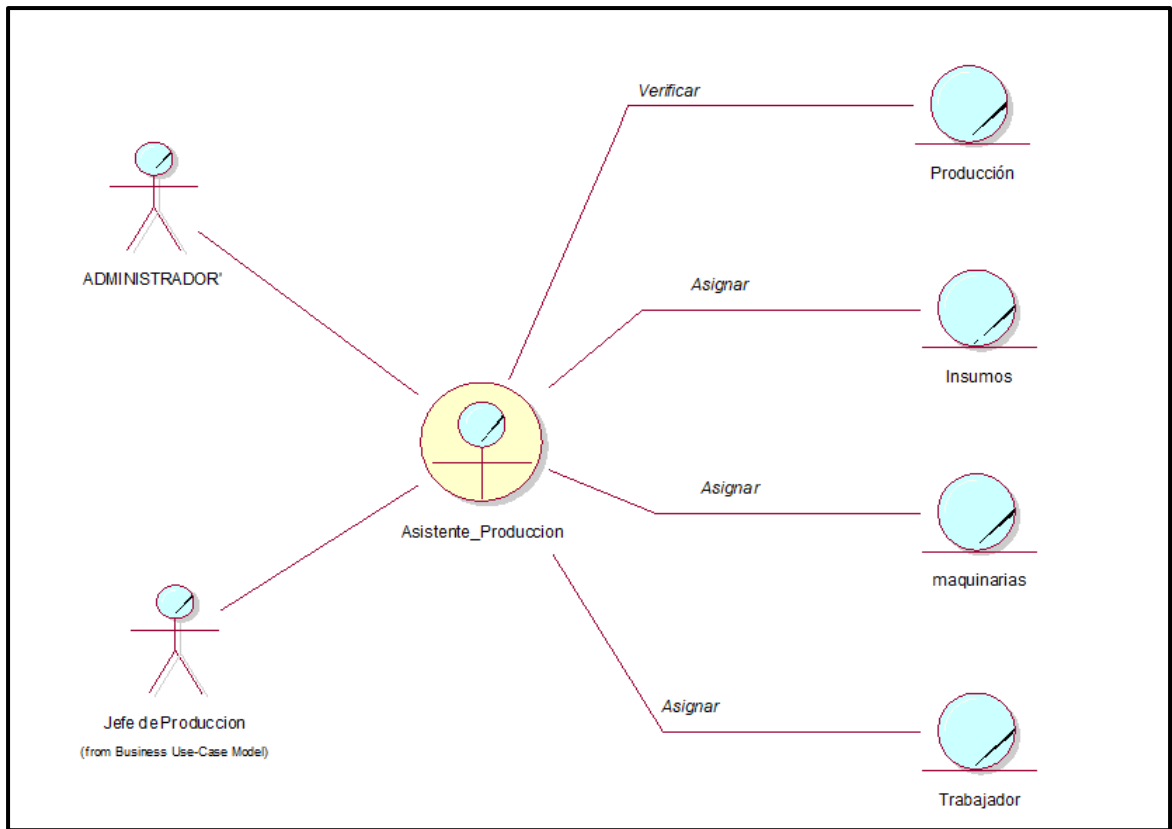 Verificar
Producción
ADMINISTRADOR'
Asignar
Insumos
Asistente_Produccion
Asignar
maquinarias
Jefe de Produccion
(from Business Use-Case Model)
Asignar
Trabajador